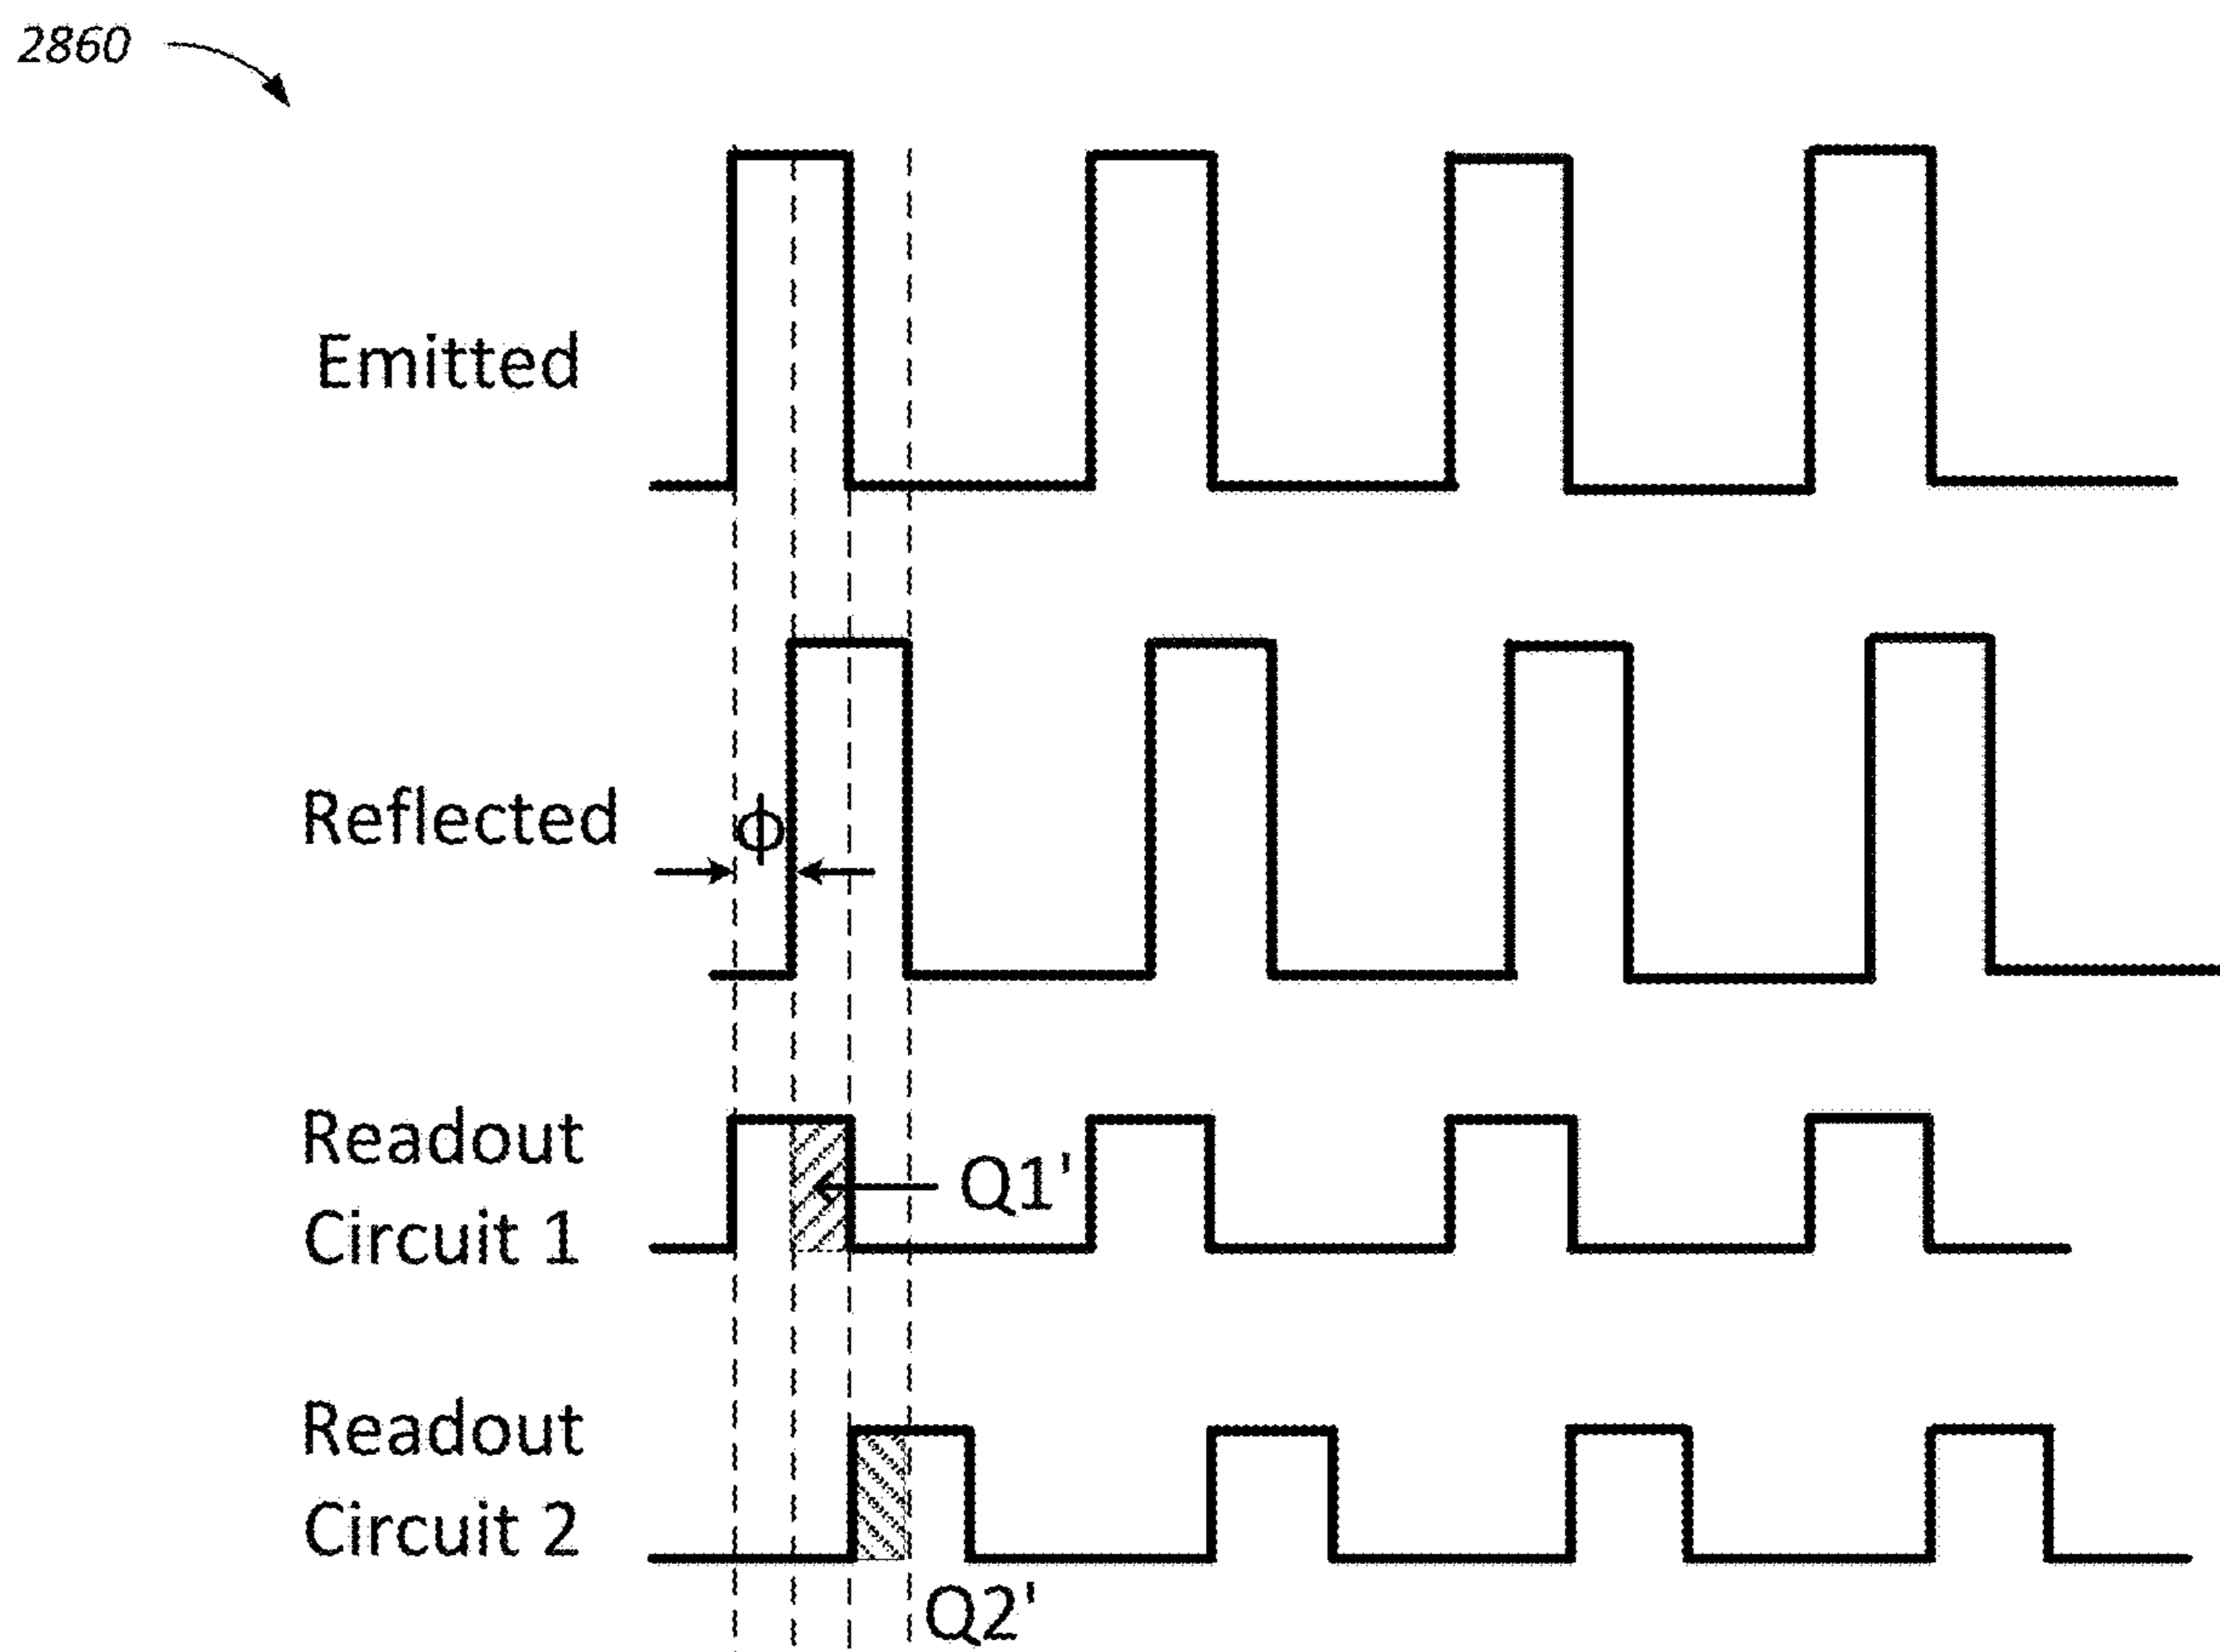 2860
Emitted
Reflected
ϕ
Readout
Circuit 1
Q1'
Readout
Circuit 2
Q2'